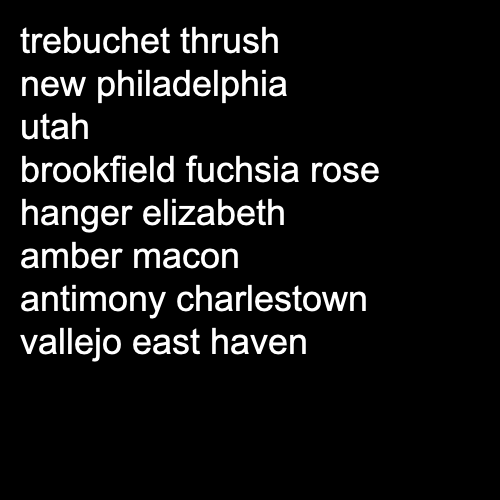 trebuchet thrush
new philadelphia
utah
brookfield fuchsia rose
hanger elizabeth
amber macon
antimony charlestown
vallejo east haven